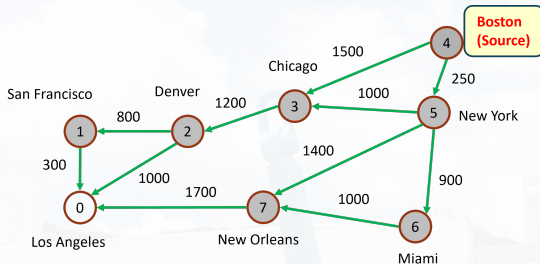 Boston
(Source)
4
1500
250
Chicago
San Francisco
Denver
1200
3
1000
5
New York
800
1
2
300
1000
1400
900
0
1700
7
1000
6
Los Angeles
New Orleans
Miami